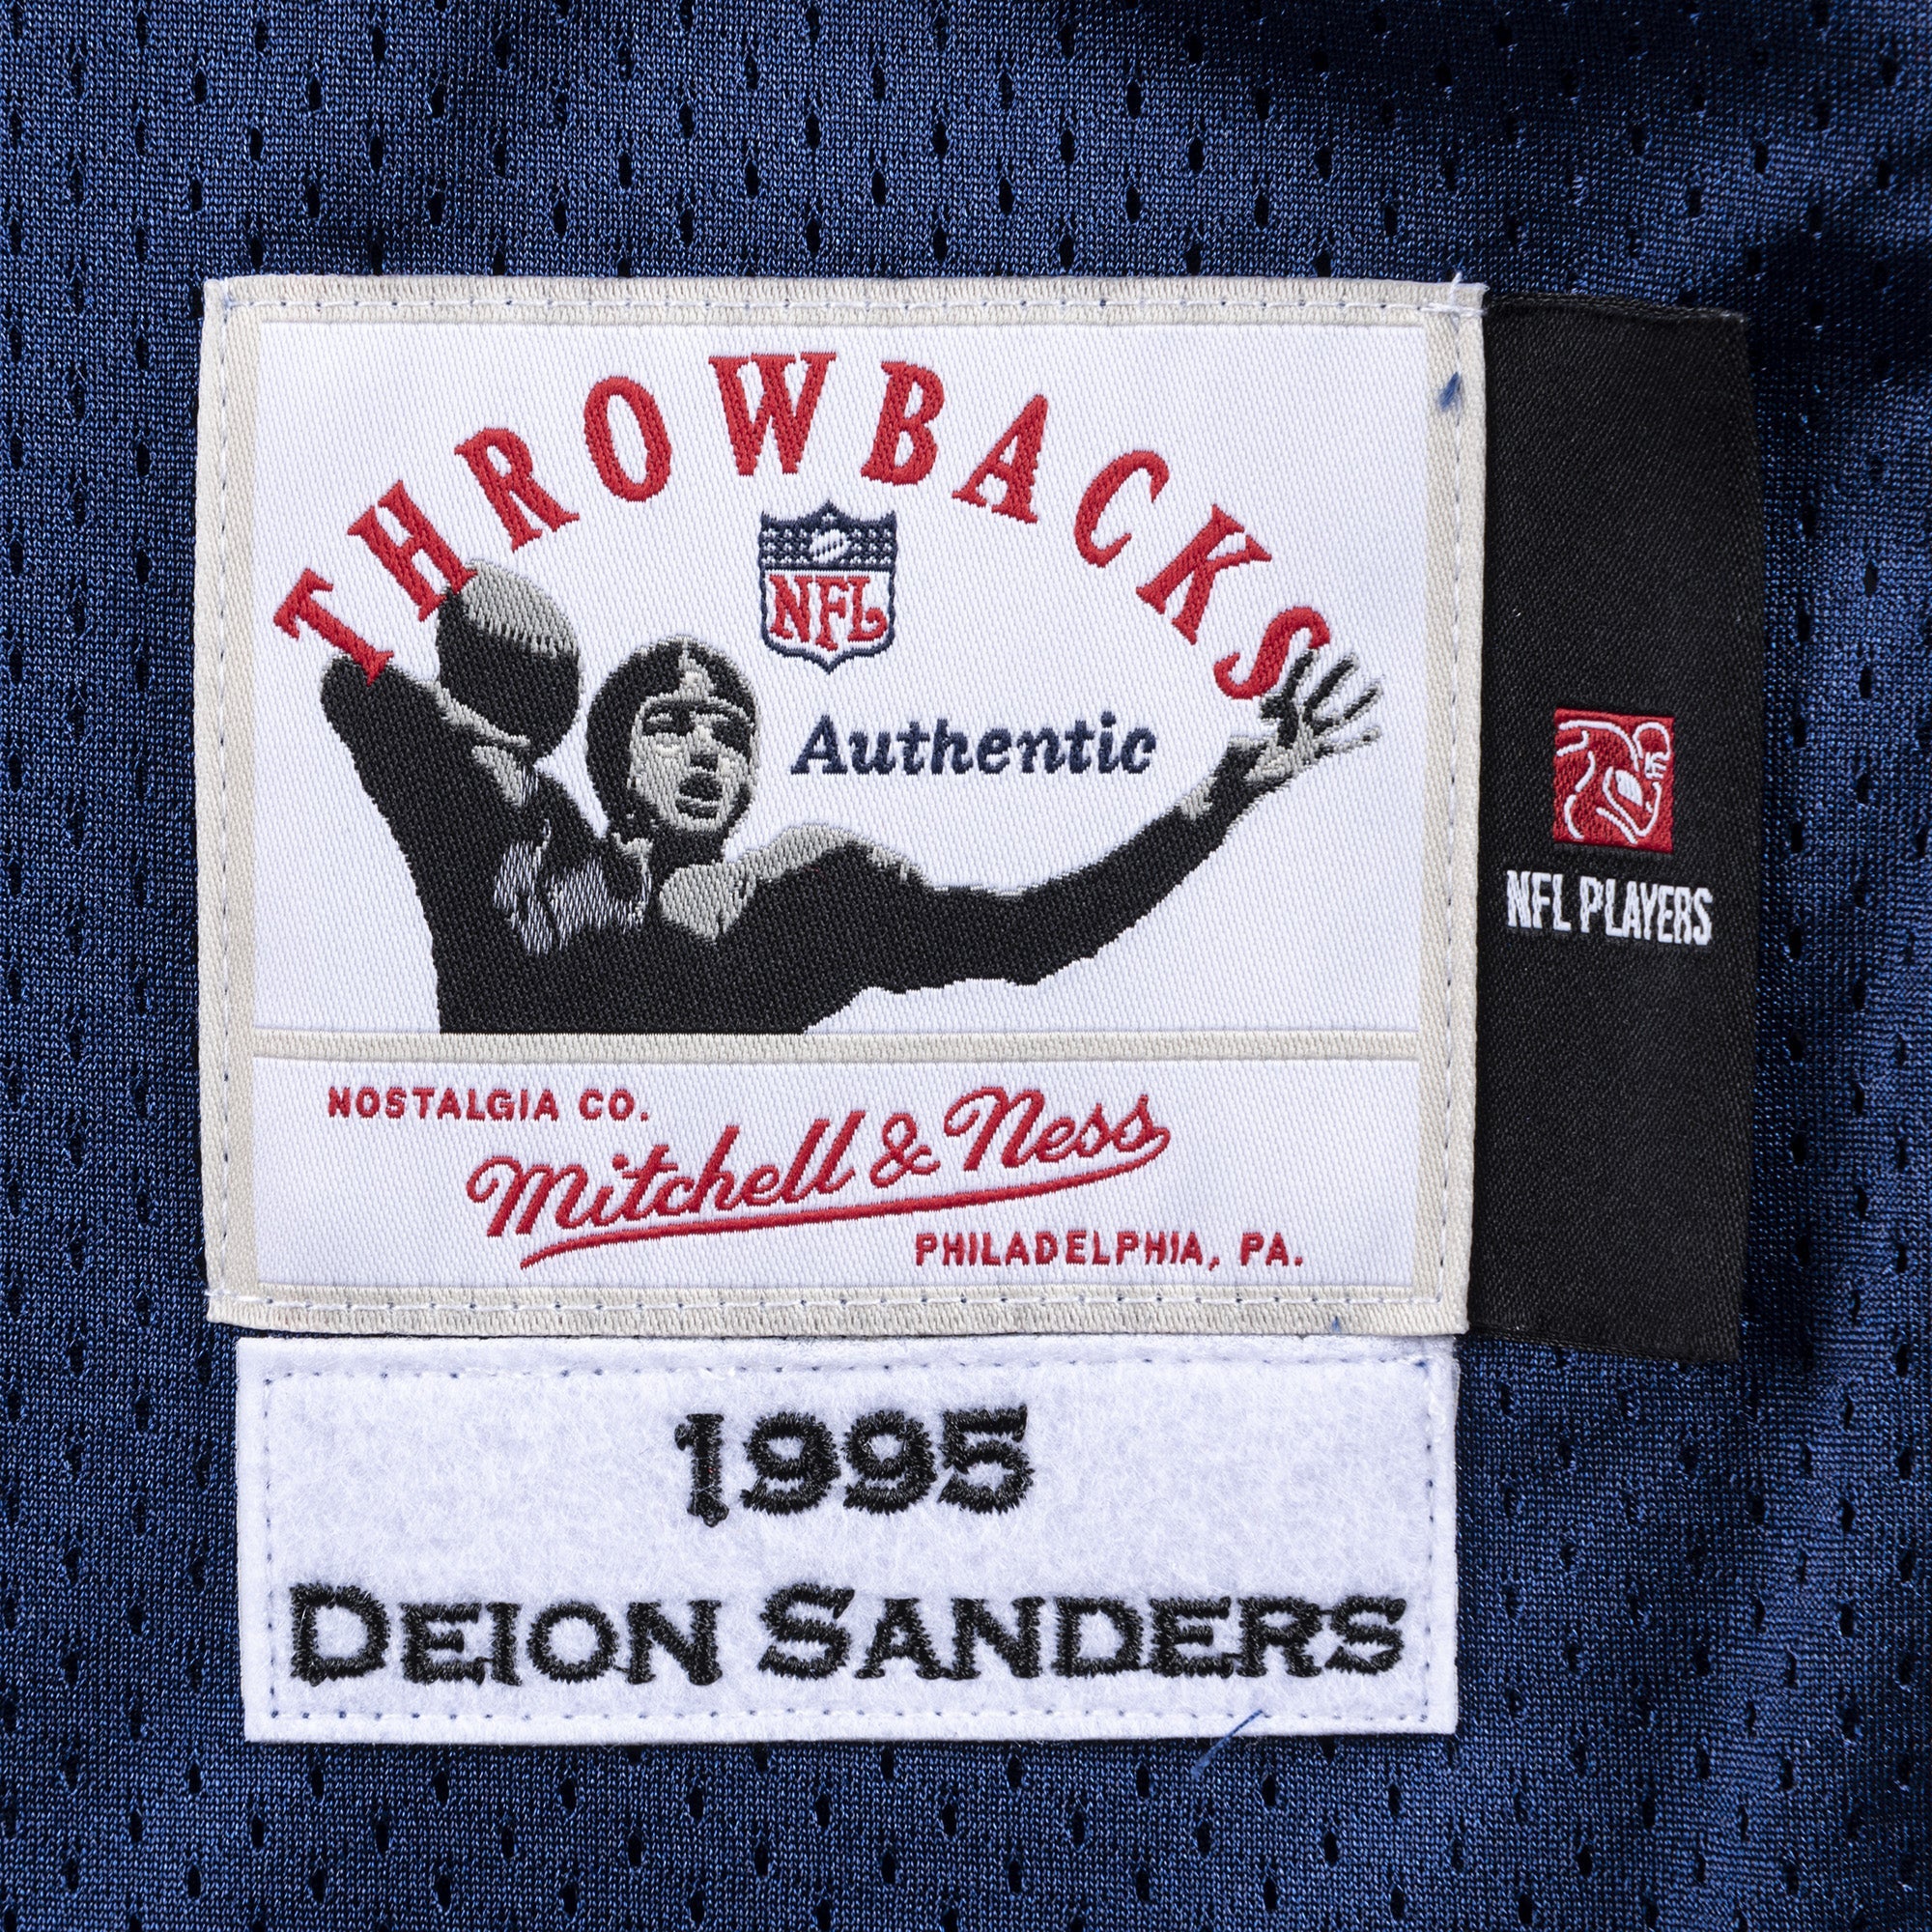 THROWBACKS
NFL
Authentic
NFL PLAYERS
NOSTALGIA CO.
Mitchell & Ness
PHILADELPHIA, PA.
1995
DEION SANDERS